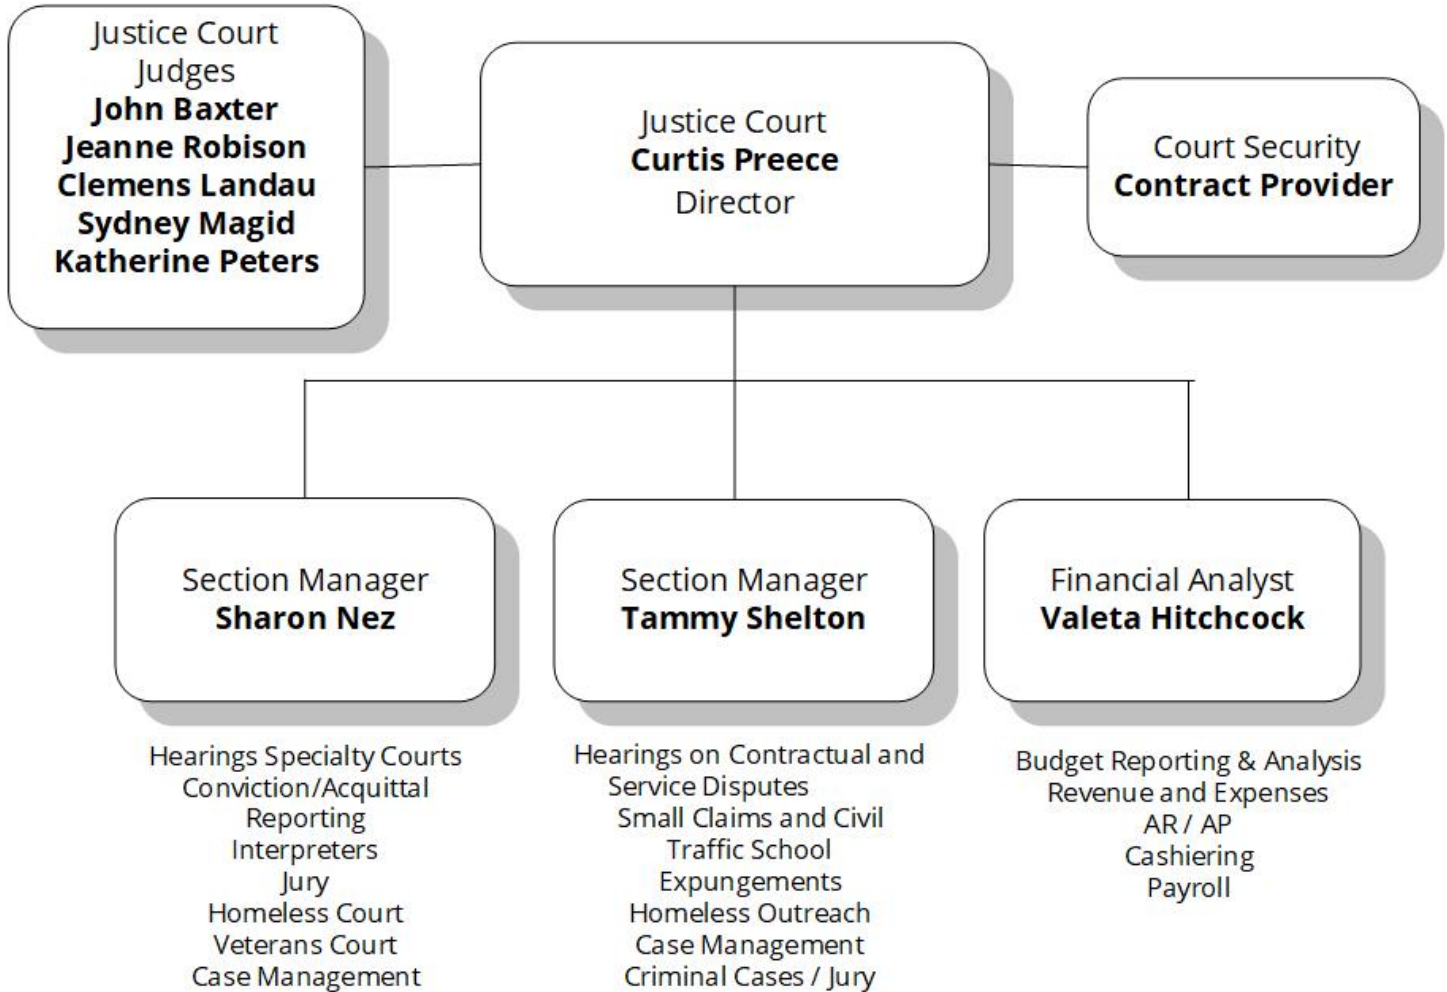 Justice Court
Judges
John Baxter
Jeanne Robison
Clemens Landau
Sydney Magid
Katherine Peters
Justice Court
Curtis Preece
Director
Court Security
Contract Provider
Section Manager
Sharon Nez
Section Manager
Tammy Shelton
Financial Analyst
Valeta Hitchcock
Hearings Specialty Courts
Conviction/Acquittal
Reporting
Interpreters
Jury
Homeless Court
Veterans Court
Case Management
Hearings on Contractual and
Service Disputes
Small Claims and Civil
Traffic School
Expungements
Homeless Outreach
Case Management
Criminal Cases / Jury
Budget Reporting & Analysis
Revenue and Expenses
AR / AP
Cashiering
Payroll